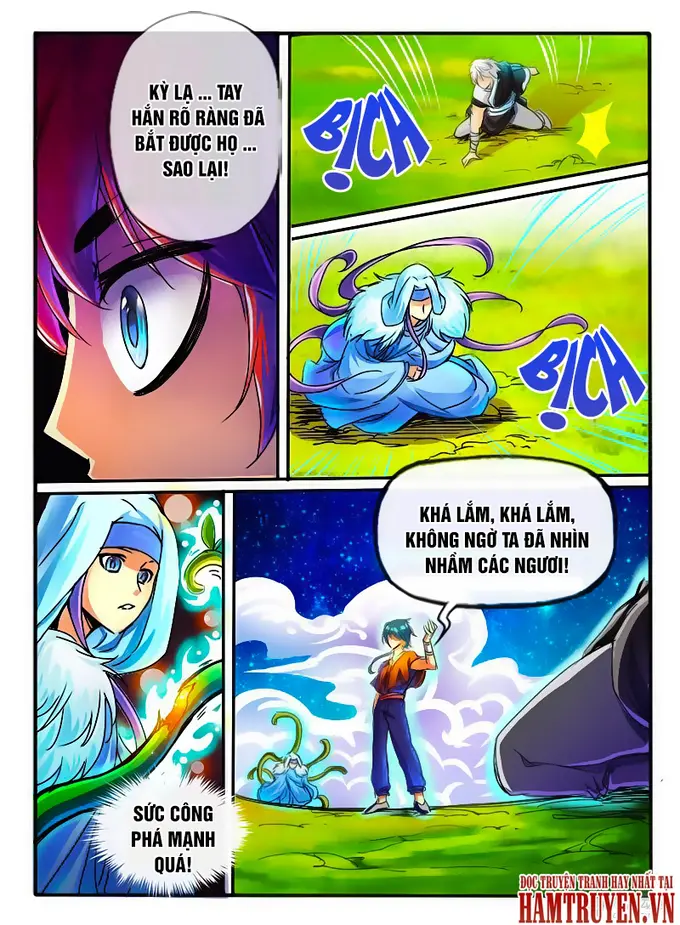 KỲ LẠ ... TAY
HẮN RÕ RÀNG ĐÃ
BẮT ĐƯỢC HỌ ...
SAO LẠI!
BỊCH
BỊCH
KHÁ LẮM, KHÁ LẮM,
KHÔNG NGỜ TA ĐÃ NHÌN
NHẦM CÁC NGƯƠI!
SỨC CÔNG
PHÁ MẠNH
QUÁ!
ĐỌC TRUYỆN TRANH HAY NHẤT TẠI
HAMTRUYEN.VN